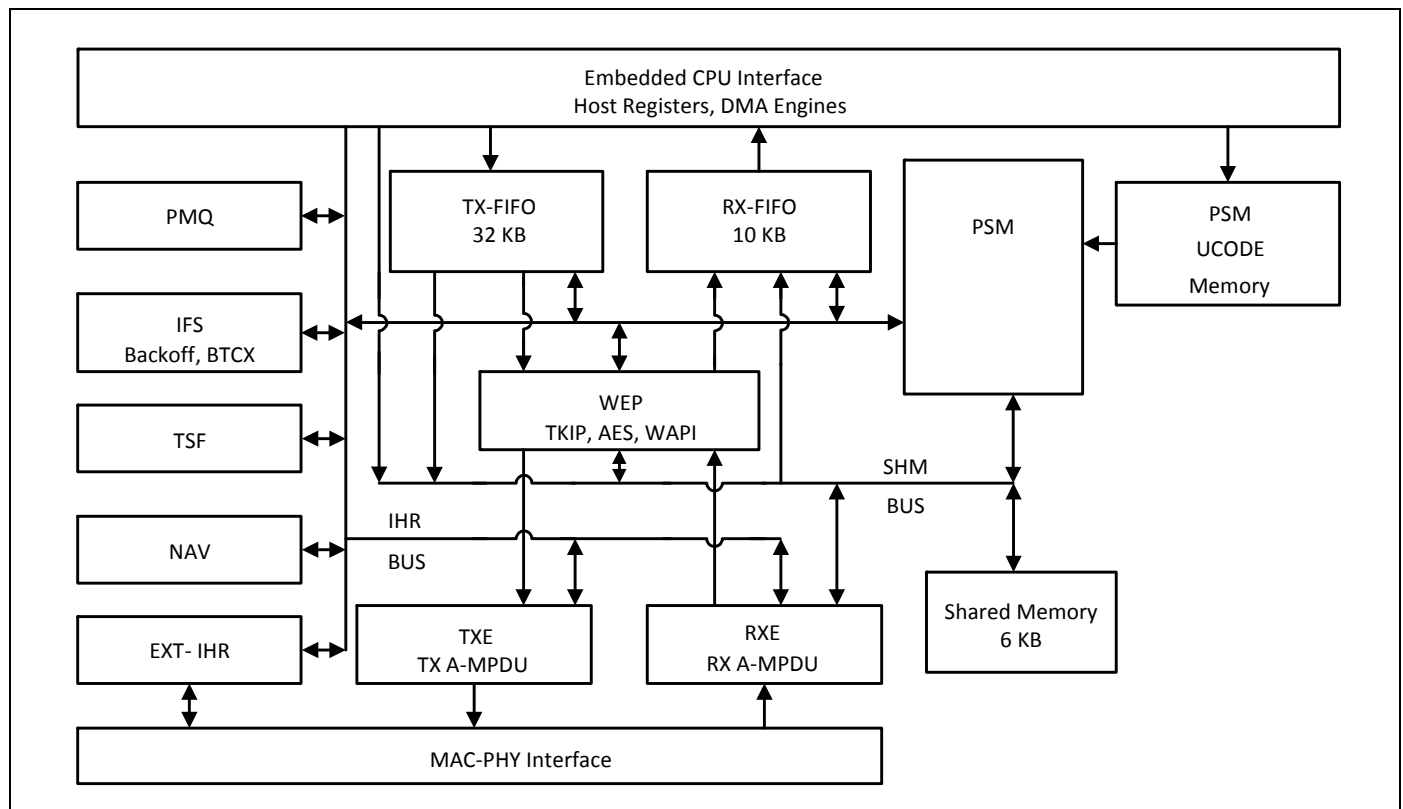 Embedded CPU Interface
Host Registers, DMA Engines
PMQ
TX-FIFO
32 KB
RX-FIFO
10 KB
PSM
PSM
UCODE
Memory
IFS
Backoff, BTCX
WEP
TKIP, AES, WAPI
TSF
SHM
BUS
IHR
BUS
NAV
Shared Memory
6 KB
EXT- IHR
TXE
TX A-MPDU
RXE
RX A-MPDU
MAC-PHY Interface